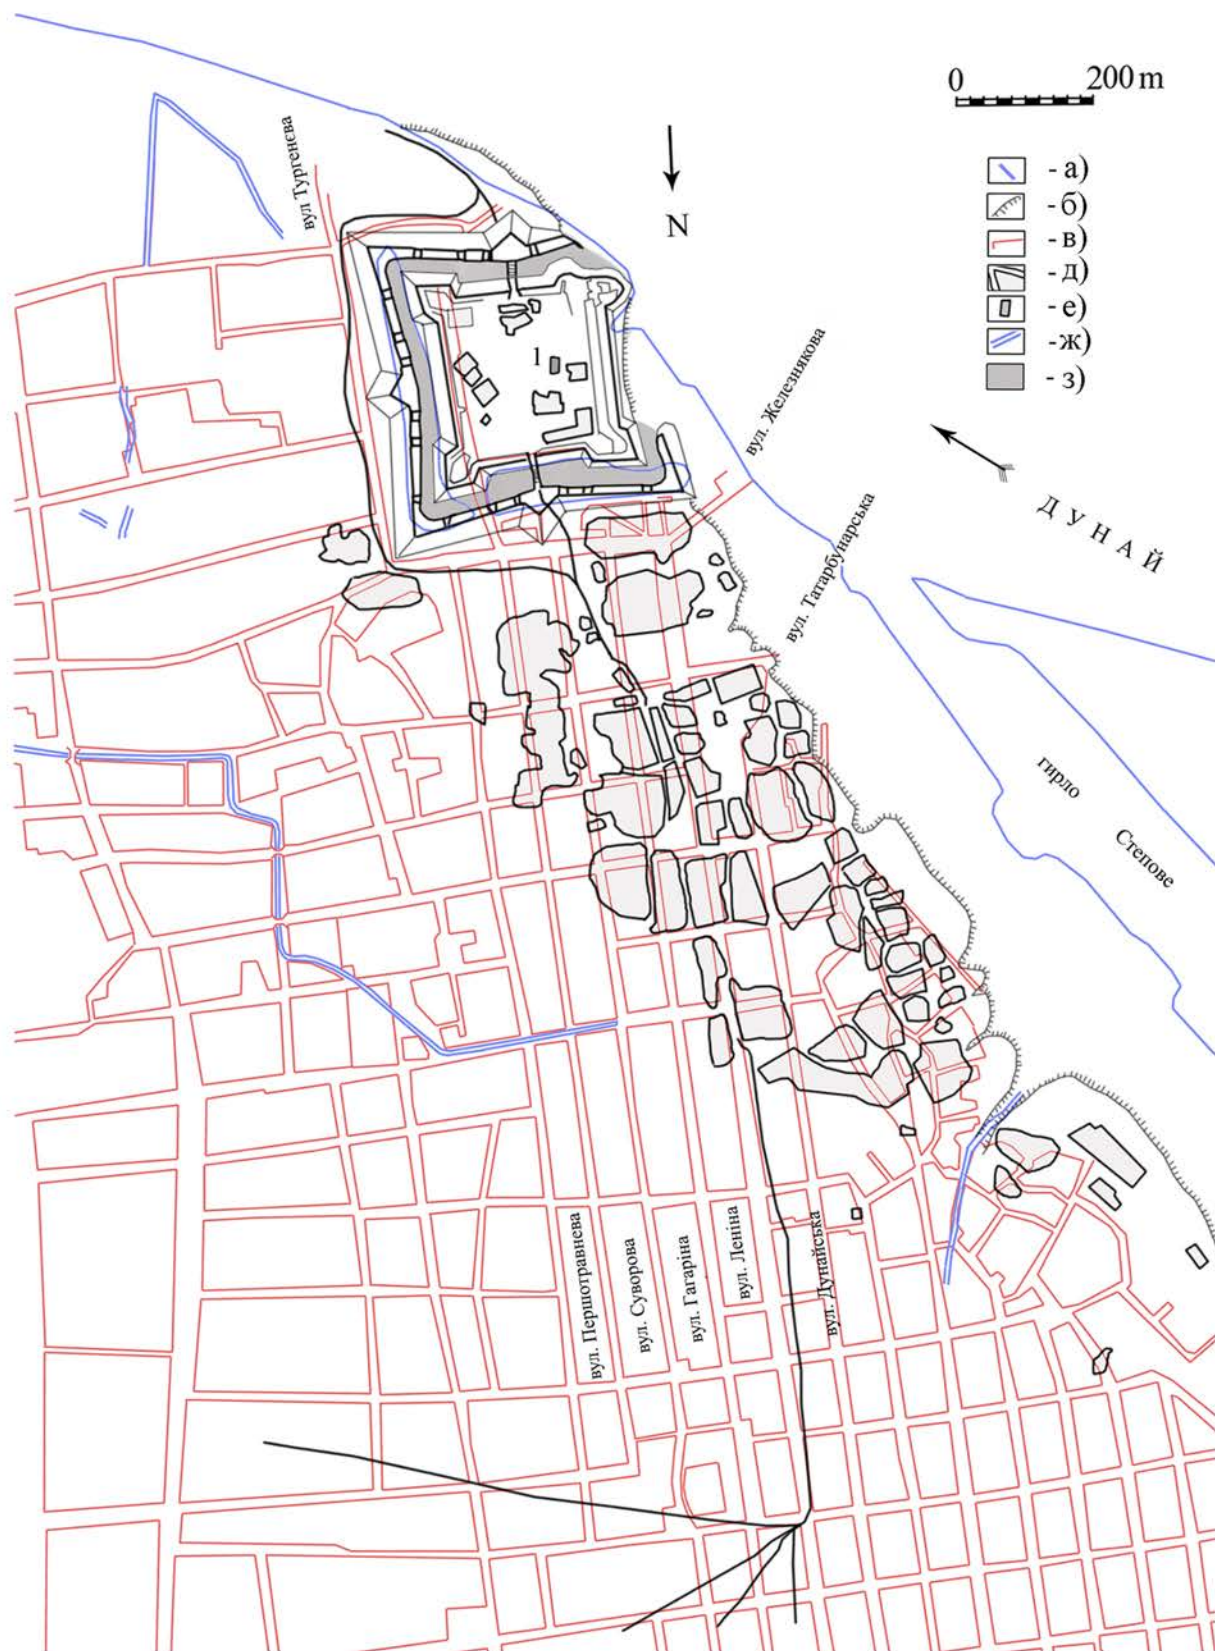 0 200 m
- а)
- б)
- в)
- д)
- е)
- ж)
- з)
N
вул Тургенєва
1
вул. Железнякова
вул. Татарбунарська
ДУНАЙ
гирло
Степове
вул. Першотравнева
вул. Суворова
вул. Гагаріна
вул. Леніна
вул. Дунайська